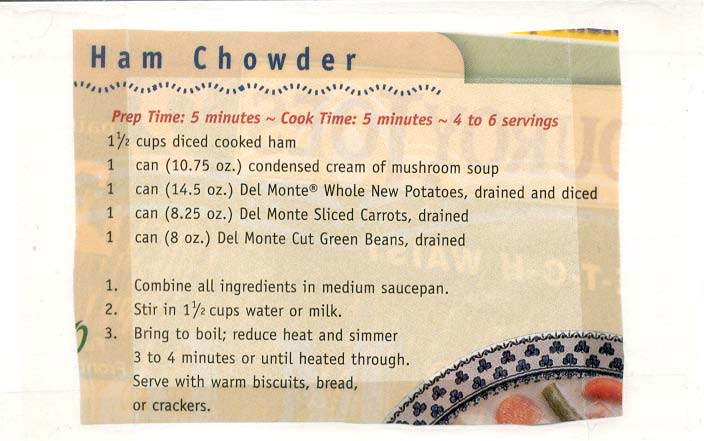 Ham Chowder
Prep Time: 5 minutes ~ Cook Time: 5 minutes ~ 4 to 6 servings
1½ cups diced cooked ham
1 can (10.75 oz.) condensed cream of mushroom soup
1 can (14.5 oz.) Del Monte® Whole New Potatoes, drained and diced
1 can (8.25 oz.) Del Monte Sliced Carrots, drained
1 can (8 oz.) Del Monte Cut Green Beans, drained
1. Combine all ingredients in medium saucepan.
2. Stir in 1½ cups water or milk.
3. Bring to boil; reduce heat and simmer
3 to 4 minutes or until heated through.
Serve with warm biscuits, bread,
or crackers.